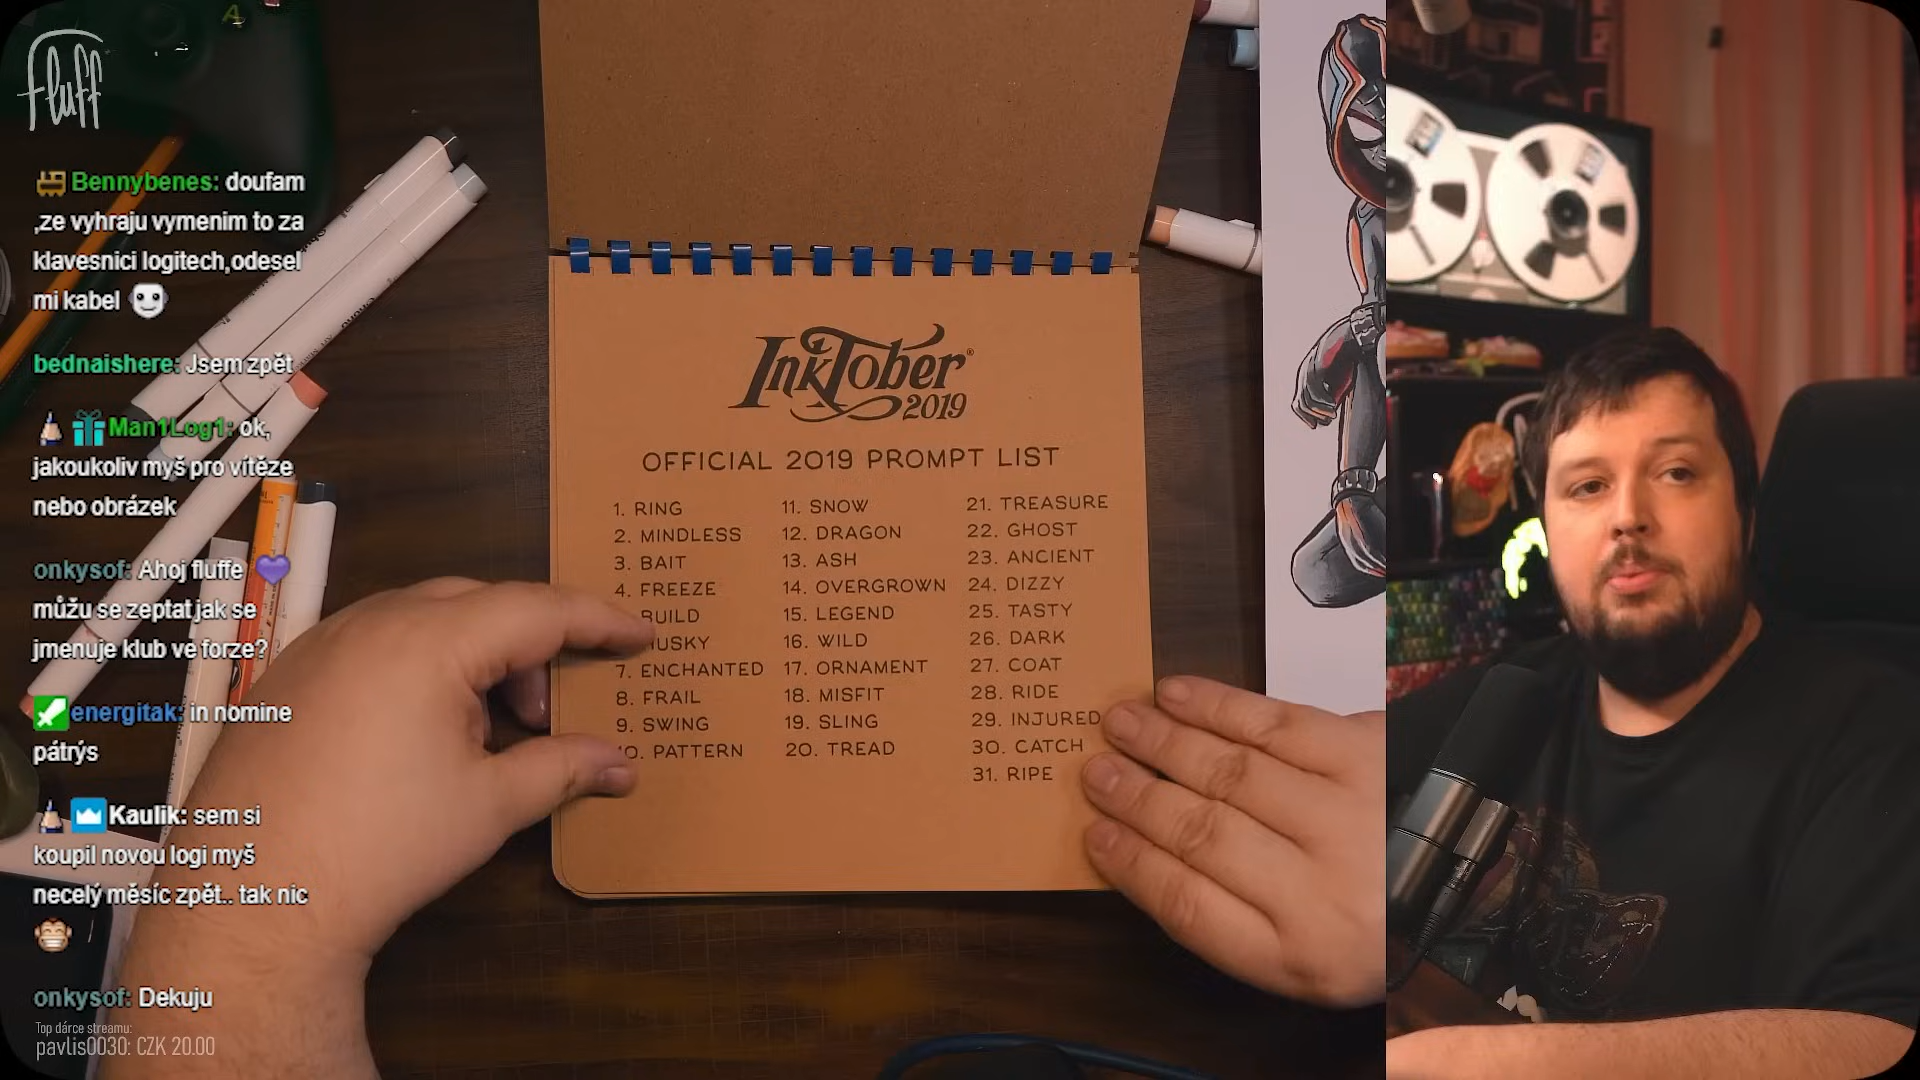 fluff
Bennybenes: doufam
,ze vyhraju vymenim to za
klavesnici logitech,odesel
mi kabel
bednaishere: Jsem zpět
Man1Log1: ok,
jakoukoliv myš pro vítěze
nebo obrázek
onkysof: Ahoj fluffe
můžu se zeptat jak se
jmenuje klub ve forze?
energitak: in nomine
pátrýs
Kaulik: sem si
koupil novou logi myš
necelý měsíc zpět.. tak nic
onkysof: Dekuju
Top dárce streamu:
pavlis0030: CZK 20.00
InkTober®
2019
OFFICIAL 2019 PROMPT LIST
1. RING
2. MINDLESS
3. BAIT
4. FREEZE
BUILD
HUSKY
7. ENCHANTED
8. FRAIL
9. SWING
10. PATTERN
11. SNOW
12. DRAGON
13. ASH
14. OVERGROWN
15. LEGEND
16. WILD
17. ORNAMENT
18. MISFIT
19. SLING
20. TREAD
21. TREASURE
22. GHOST
23. ANCIENT
24. DIZZY
25. TASTY
26. DARK
27. COAT
28. RIDE
29. INJURED
30. CATCH
31. RIPE